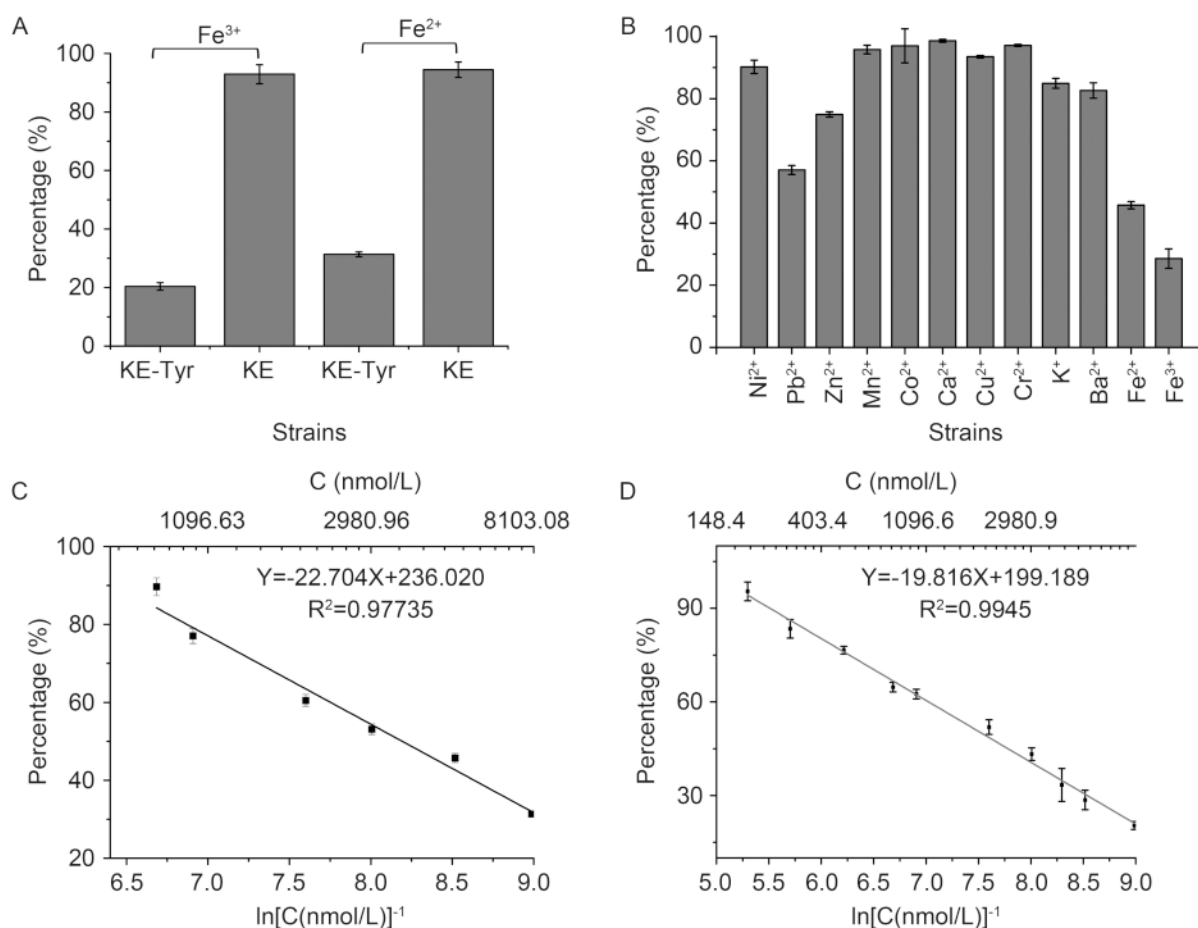 A
Fe³⁺
Fe²⁺
100
80
60
40
20
0
Percentage (%)
KE-Tyr KE KE-Tyr KE
Strains
B
100
80
60
40
20
0
Percentage (%)
Ni²⁺ Pb²⁺ Zn²⁺ Mn²⁺ Co²⁺ Ca²⁺ Cu²⁺ Cr²⁺ K⁺ Ba²⁺ Fe²⁺ Fe³⁺
Strains
C
C (nmol/L)
1096.63 2980.96 8103.08
Y=-22.704X+236.020
R²=0.97735
100
80
60
40
20
Percentage (%)
6.5 7.0 7.5 8.0 8.5 9.0
ln[C(nmol/L)]⁻¹
D
C (nmol/L)
148.4 403.4 1096.6 2980.9
Y=-19.816X+199.189
R²=0.9945
90
60
30
Percentage (%)
5.0 5.5 6.0 6.5 7.0 7.5 8.0 8.5 9.0
ln[C(nmol/L)]⁻¹